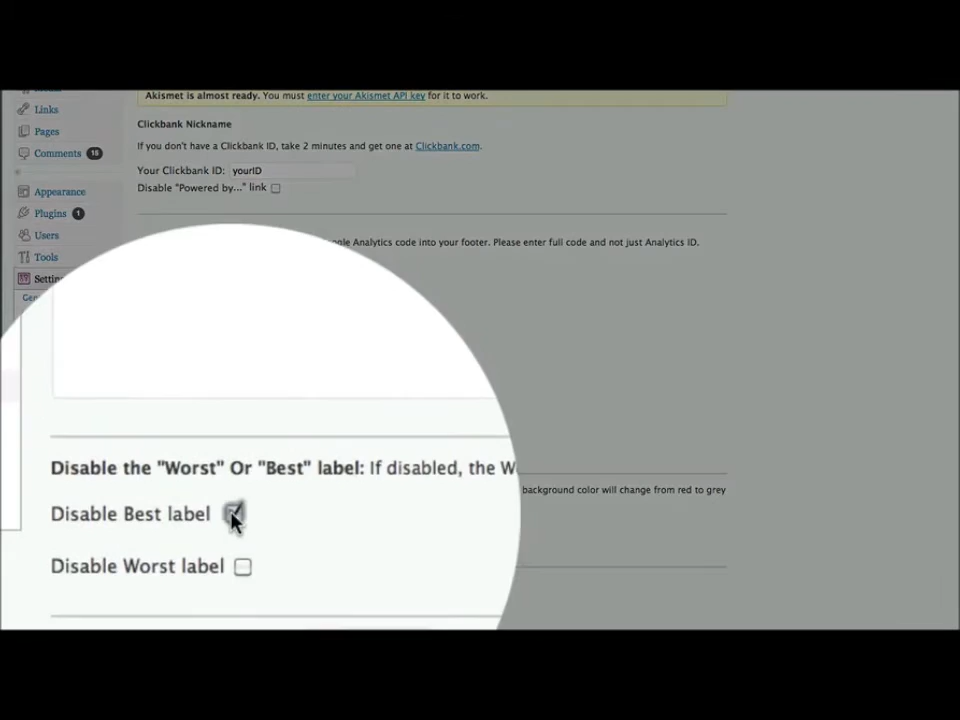 Akismet is almost ready. You must enter your Akismet API key for it to work.
Links
Clickbank Nickname
Pages
If you don't have a Clickbank ID, take 2 minutes and get one at Clickbank.com.
Comments 15
Your Clickbank ID: yourID
Disable "Powered by..." link
Appearance
Plugins 1
Users
Analytics code into your footer. Please enter full code and not just Analytics ID.
Tools
Disable the "Worst" Or "Best" label: If disabled, the
background color will change from red to grey
Disable Best label
Disable Worst label